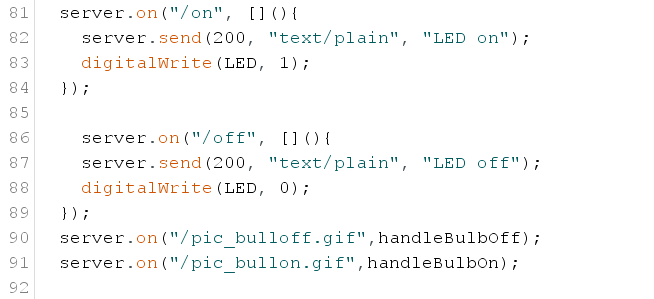 81 server.on("/on", [](){
82 server.send(200, "text/plain", "LED on");
83 digitalWrite(LED, 1);
84 });
85
86 server.on("/off", [](){
87 server.send(200, "text/plain", "LED off");
88 digitalWrite(LED, 0);
89 });
90 server.on("/pic_bulloff.gif",handleBulbOff);
91 server.on("/pic_bullon.gif",handleBulbOn);
92